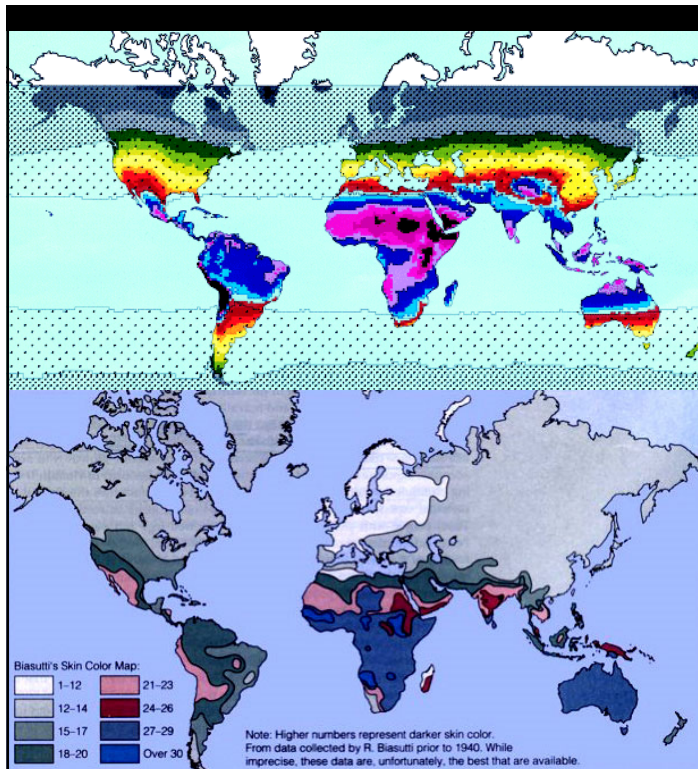 Biasutti's Skin Color Map:
1–12
12–14
15–17
18–20
21–23
24–26
27–29
Over 30
Note: Higher numbers represent darker skin color.
From data collected by R. Biasutti prior to 1940. While
imprecise, these data are, unfortunately, the best that are available.